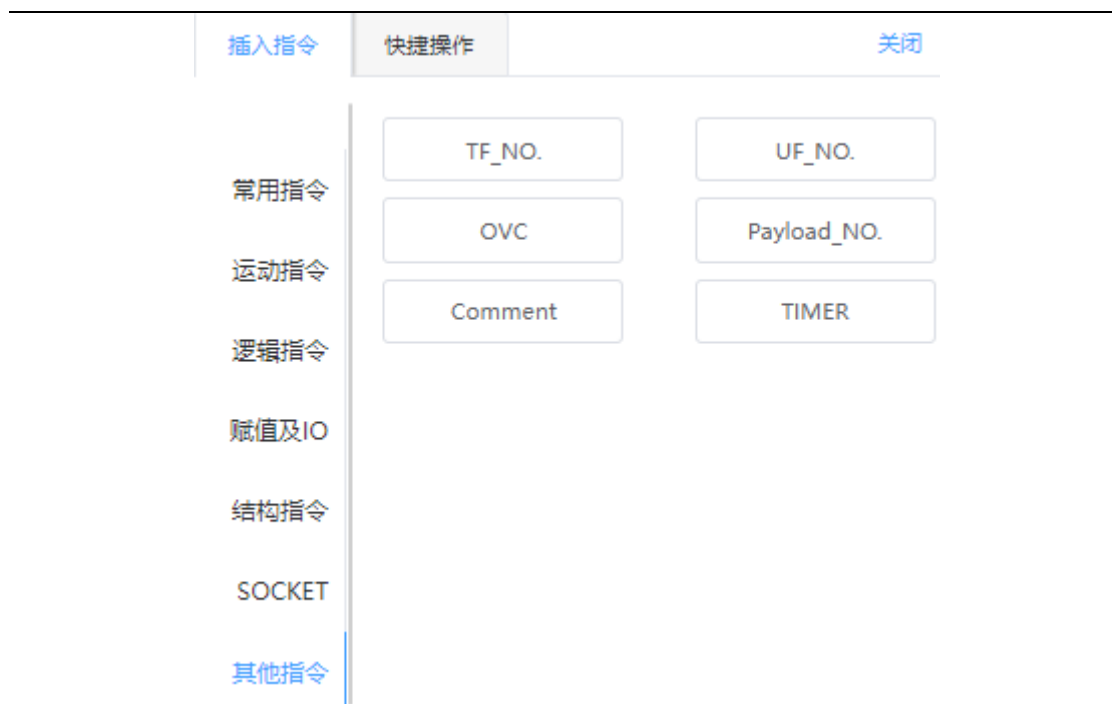 插入指令
快捷操作
关闭
常用指令
运动指令
逻辑指令
赋值及IO
结构指令
SOCKET
其他指令
TF_NO.
UF_NO.
OVC
Payload_NO.
Comment
TIMER